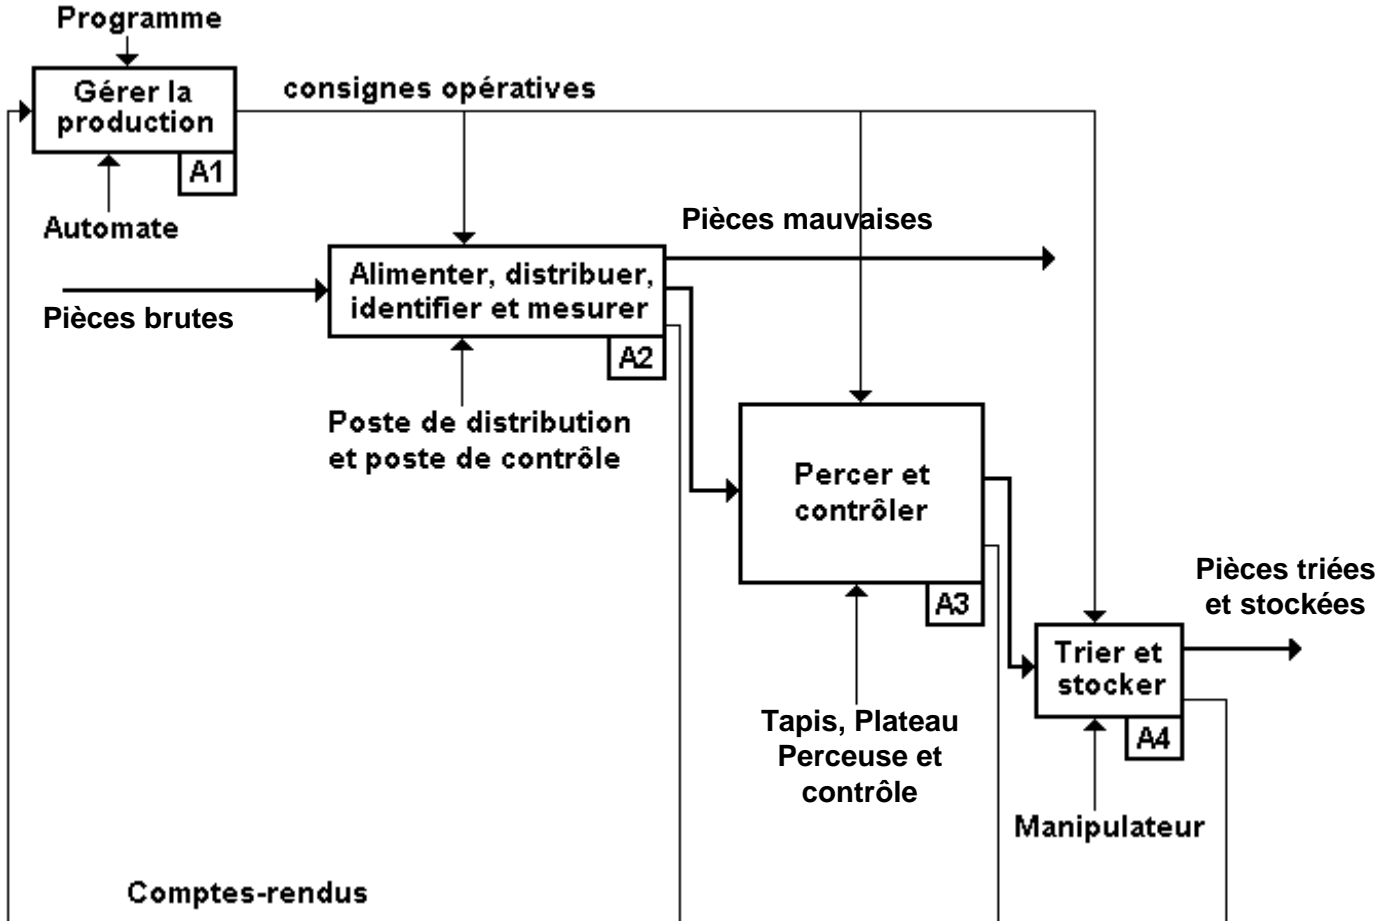 Programme
Gérer la
production
A1
consignes opératives
Automate
Pièces mauvaises
Alimenter, distribuer,
identifier et mesurer
A2
Pièces brutes
Poste de distribution
et poste de contrôle
Percer et
contrôler
A3
Pièces triées
et stockées
Trier et
stocker
A4
Tapis, Plateau
Perceuse et
contrôle
Manipulateur
Comptes-rendus